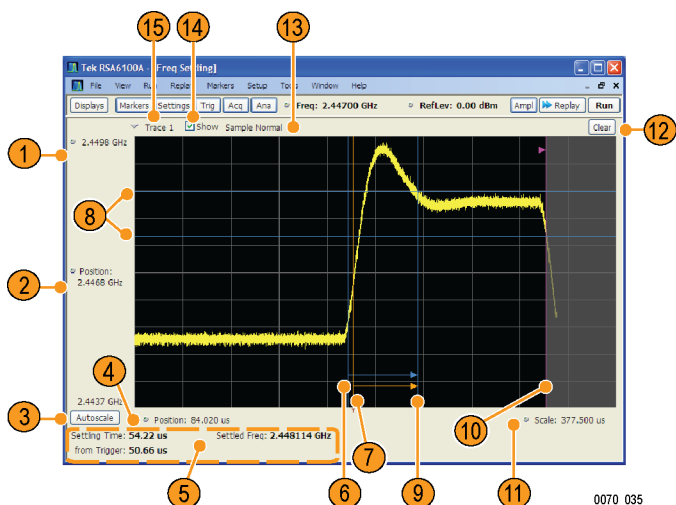 15 14 13
Tek RSA6100A - [Freq Settling]
File View Run Replay Markers Setup Tools Window Help
Displays Markers Settings Trig Acq Ana Freq: 2.44700 GHz RefLev: 0.00 dBm Ampl Replay Run
Trace 1 Show Sample Normal Clear
12
1
2.4498 GHz
8
Position:
2
2.4468 GHz
2.4437 GHz
3
Autoscale
4
Position: 84.020 us
Scale: 377.500 us
Settling Time: 54.22 us Settled Freq: 2.448114 GHz
from Trigger: 50.66 us
5 6 7 9 10 11
T
0070 035